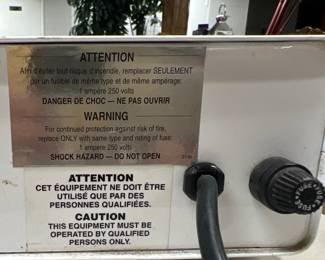 ATTENTION
Afin d'éviter tout risque d'incendie, remplacer SEULEMENT
par un fusible de même type et de même ampérage:
1 ampère 250 volts
DANGER DE CHOC — NE PAS OUVRIR
WARNING
For continued protection against risk of fire,
replace ONLY with same type and rating of fuse:
1 ampere 250 volts
SHOCK HAZARD — DO NOT OPEN
ATTENTION
CET ÉQUIPEMENT NE DOIT ÊTRE
UTILISÉ QUE PAR DES
PERSONNES QUALIFIÉES.
CAUTION
THIS EQUIPMENT MUST BE
OPERATED BY QUALIFIED
PERSONS ONLY.
FUSE FUSE